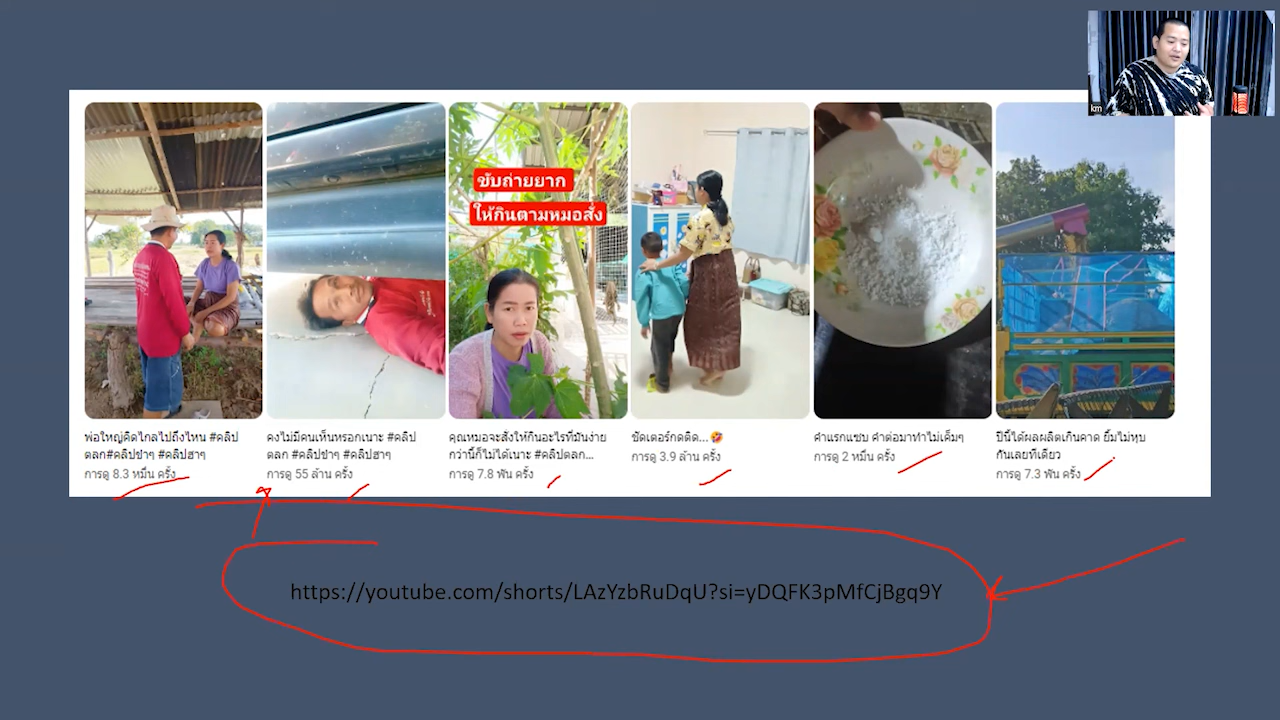 km
ขับถ่ายยาก
ให้กินตามหมอสั่ง
พ่อใหญ่คิดไกลไปถึงไหน #คลิป
ตลก#คลิปขำๆ #คลิปฮาๆ
การดู 8.3 หมื่น ครั้ง
คงไม่มีคนเห็นหรอกเนาะ #คลิป
ตลก #คลิปขำๆ #คลิปฮาๆ
การดู 55 ล้าน ครั้ง
คุณหมอจะสั่งให้กินอะไรที่มันง่าย
กว่านี้ก็ไม่ได้เนาะ #คลิปตลก...
การดู 7.8 พัน ครั้ง
ชัตเตอร์กดติด... 🤣
การดู 3.9 ล้าน ครั้ง
คำแรกแซบ คำต่อมาทำไม่เค็มๆ
การดู 2 หมื่น ครั้ง
ปีนี้ได้ผลผลิตเกินคาด ยิ้มไม่หุบ
กันเลยทีเดียว
การดู 7.3 พัน ครั้ง
https://youtube.com/shorts/LAzYzbRuDqU?si=yDQFK3pMfCjBgq9Y